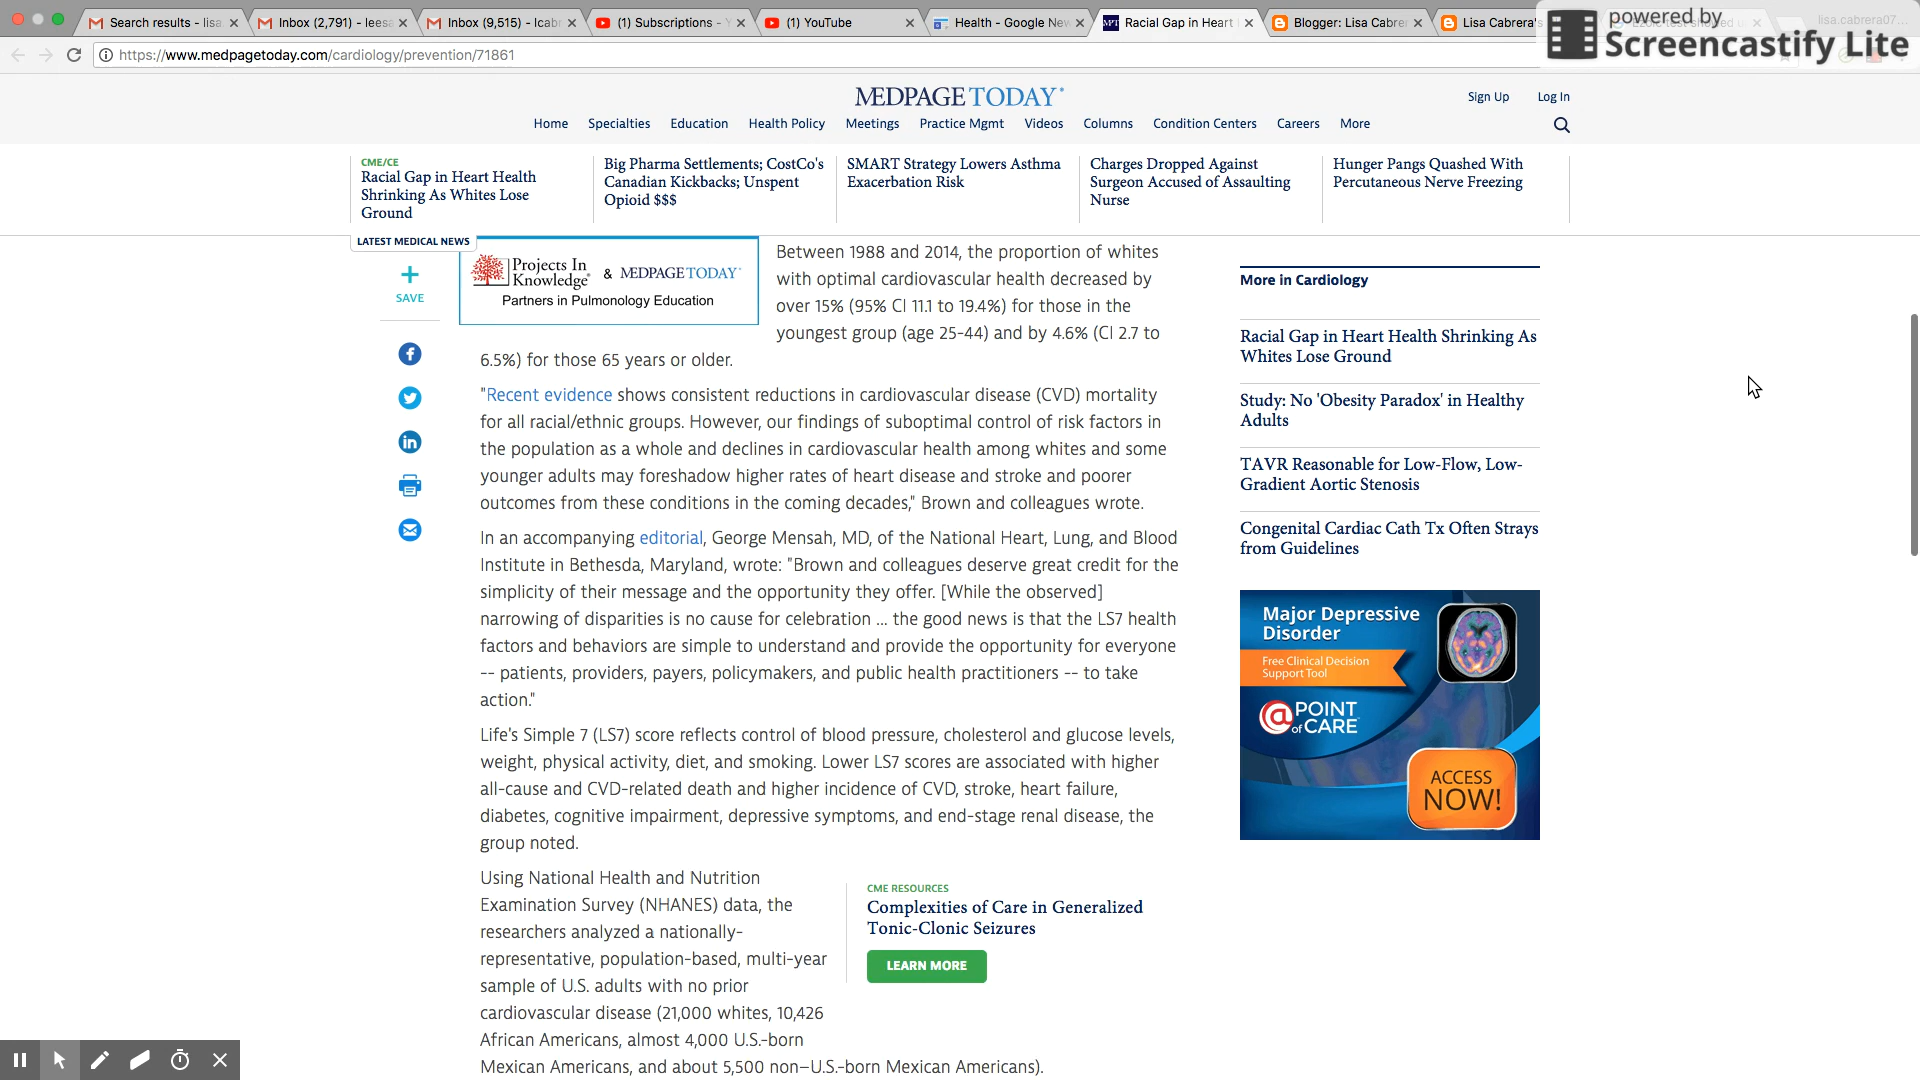 Search results - lisa.
Inbox (2,791) - leesa
Inbox (9,515) - lcabr
(1) Subscriptions - Y
(1) YouTube
Health - Google New
Racial Gap in Heart
Blogger: Lisa Cabrer
Lisa Cabrera's
lisa.cabrera07...
powered by
Screencastify Lite
https://www.medpagetoday.com/cardiology/prevention/71861
MEDPAGE TODAY
Sign Up
Log In
Home
Specialties
Education
Health Policy
Meetings
Practice Mgmt
Videos
Columns
Condition Centers
Careers
More
CME/CE
Racial Gap in Heart Health
Shrinking As Whites Lose
Ground
Big Pharma Settlements; CostCo's
Canadian Kickbacks; Unspent
Opioid $$$
SMART Strategy Lowers Asthma
Exacerbation Risk
Charges Dropped Against
Surgeon Accused of Assaulting
Nurse
Hunger Pangs Quashed With
Percutaneous Nerve Freezing
LATEST MEDICAL NEWS
SAVE
Projects In
Knowledge
& MEDPAGE TODAY
Partners in Pulmonology Education
Between 1988 and 2014, the proportion of whites
with optimal cardiovascular health decreased by
over 15% (95% CI 11.1 to 19.4%) for those in the
youngest group (age 25-44) and by 4.6% (CI 2.7 to
6.5%) for those 65 years or older.
"Recent evidence shows consistent reductions in cardiovascular disease (CVD) mortality
for all racial/ethnic groups. However, our findings of suboptimal control of risk factors in
the population as a whole and declines in cardiovascular health among whites and some
younger adults may foreshadow higher rates of heart disease and stroke and poorer
outcomes from these conditions in the coming decades," Brown and colleagues wrote.
In an accompanying editorial, George Mensah, MD, of the National Heart, Lung, and Blood
Institute in Bethesda, Maryland, wrote: "Brown and colleagues deserve great credit for the
simplicity of their message and the opportunity they offer. [While the observed]
narrowing of disparities is no cause for celebration ... the good news is that the LS7 health
factors and behaviors are simple to understand and provide the opportunity for everyone
-- patients, providers, payers, policymakers, and public health practitioners -- to take
action."
Life's Simple 7 (LS7) score reflects control of blood pressure, cholesterol and glucose levels,
weight, physical activity, diet, and smoking. Lower LS7 scores are associated with higher
all-cause and CVD-related death and higher incidence of CVD, stroke, heart failure,
diabetes, cognitive impairment, depressive symptoms, and end-stage renal disease, the
group noted.
Using National Health and Nutrition
Examination Survey (NHANES) data, the
researchers analyzed a nationally-
representative, population-based, multi-year
sample of U.S. adults with no prior
cardiovascular disease (21,000 whites, 10,426
African Americans, almost 4,000 U.S.-born
Mexican Americans, and about 5,500 non–U.S.-born Mexican Americans).
CME RESOURCES
Complexities of Care in Generalized
Tonic-Clonic Seizures
LEARN MORE
More in Cardiology
Racial Gap in Heart Health Shrinking As
Whites Lose Ground
Study: No 'Obesity Paradox' in Healthy
Adults
TAVR Reasonable for Low-Flow, Low-
Gradient Aortic Stenosis
Congenital Cardiac Cath Tx Often Strays
from Guidelines
Major Depressive
Disorder
Free Clinical Decision
Support Tool
@POINT
of CARE
ACCESS
NOW!